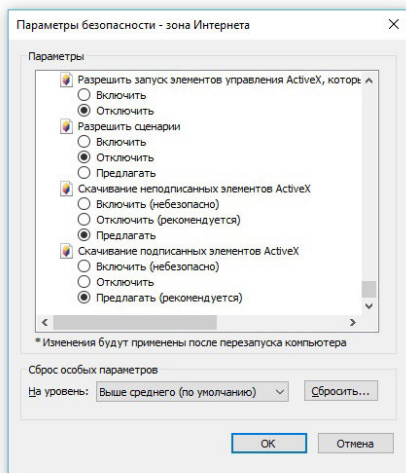 Параметры безопасности - зона Интернета
Параметры
Разрешить запуск элементов управления ActiveX, которь
Включить
Отключить
Разрешить сценарии
Включить
Отключить
Предлагать
Скачивание неподписанных элементов ActiveX
Включить (небезопасно)
Отключить (рекомендуется)
Предлагать
Скачивание подписанных элементов ActiveX
Включить (небезопасно)
Отключить
Предлагать (рекомендуется)
* Изменения будут применены после перезапуска компьютера
Сброс особых параметров
На уровень: Выше среднего (по умолчанию) Сбросить...
ОК Отмена